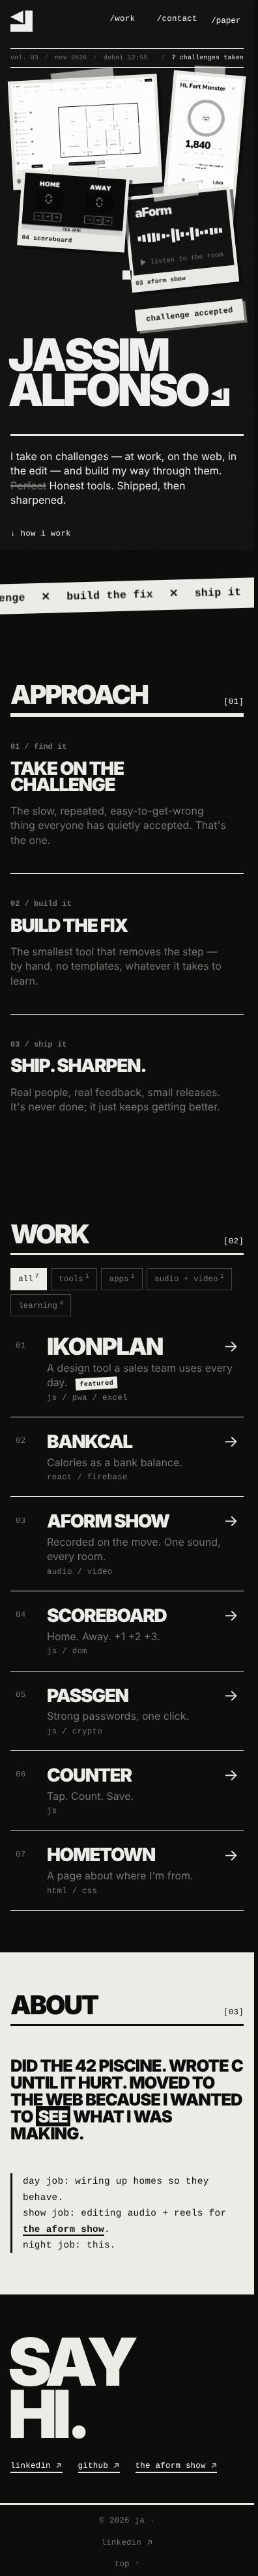 /work /contact /paper
vol. 03 / nov 2026 / dubai 12:55 / 7 challenges taken
Hi, Fart Monster
1,840
HOME AWAY
0 0
04 scoreboard
aForm
▶ listen to the room
03 aform show
challenge accepted
JASSIM
ALFONSO
I take on challenges — at work, on the web, in
the edit — and build my way through them.
Perfect Honest tools. Shipped, then
sharpened.
↓ how i work
enge ✕ build the fix ✕ ship it
APPROACH [01]
01 / find it
TAKE ON THE
CHALLENGE
The slow, repeated, easy-to-get-wrong
thing everyone has quietly accepted. That's
the one.
02 / build it
BUILD THE FIX
The smallest tool that removes the step —
by hand, no templates, whatever it takes to
learn.
03 / ship it
SHIP. SHARPEN.
Real people, real feedback, small releases.
It's never done; it just keeps getting better.
WORK [02]
all 7 tools 1 apps 1 audio + video 1
learning 4
01 IKONPLAN →
A design tool a sales team uses every
day. featured
js / pwa / excel
02 BANKCAL →
Calories as a bank balance.
react / firebase
03 AFORM SHOW →
Recorded on the move. One sound,
every room.
audio / video
04 SCOREBOARD →
Home. Away. +1 +2 +3.
js / dom
05 PASSGEN →
Strong passwords, one click.
js / crypto
06 COUNTER →
Tap. Count. Save.
js
07 HOMETOWN →
A page about where I'm from.
html / css
ABOUT [03]
DID THE 42 PISCINE. WROTE C
UNTIL IT HURT. MOVED TO
THE WEB BECAUSE I WANTED
TO SEE WHAT I WAS
MAKING.
day job: wiring up homes so they
behave.
show job: editing audio + reels for
the aform show.
night job: this.
SAY
HI.
linkedin ↗ github ↗ the aform show ↗
© 2026 ja ·
linkedin ↗
top ↑